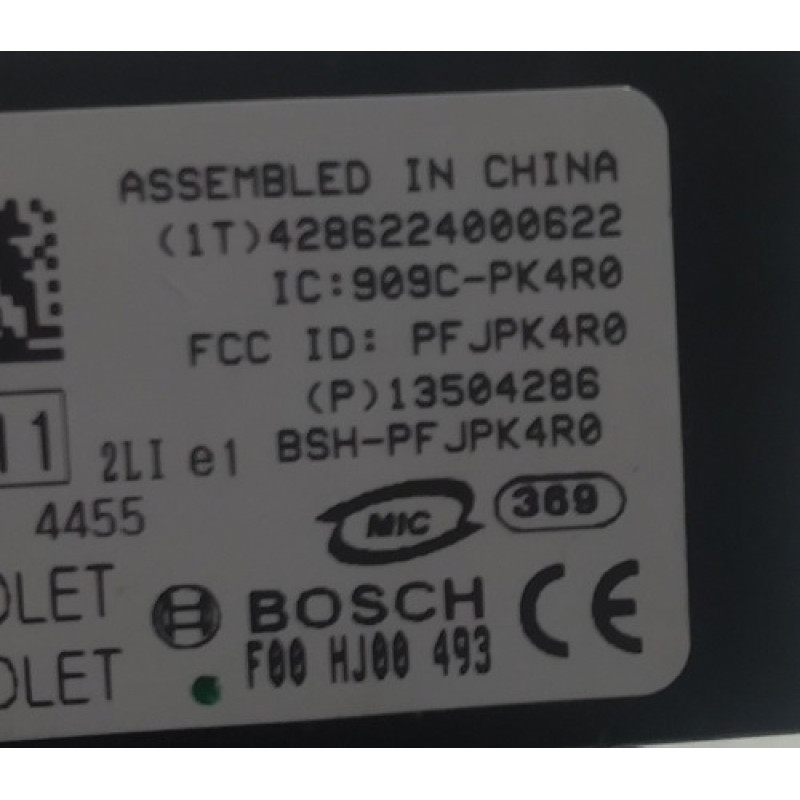 ASSEMBLED IN CHINA
(1T)4286224000622
IC:909C-PK4R0
FCC ID: PFJPK4R0
(P)13504286
11 2LI e1 BSH-PFJPK4R0
4455 MIC 369
OLET BOSCH CE
OLET F00 HJ00 493